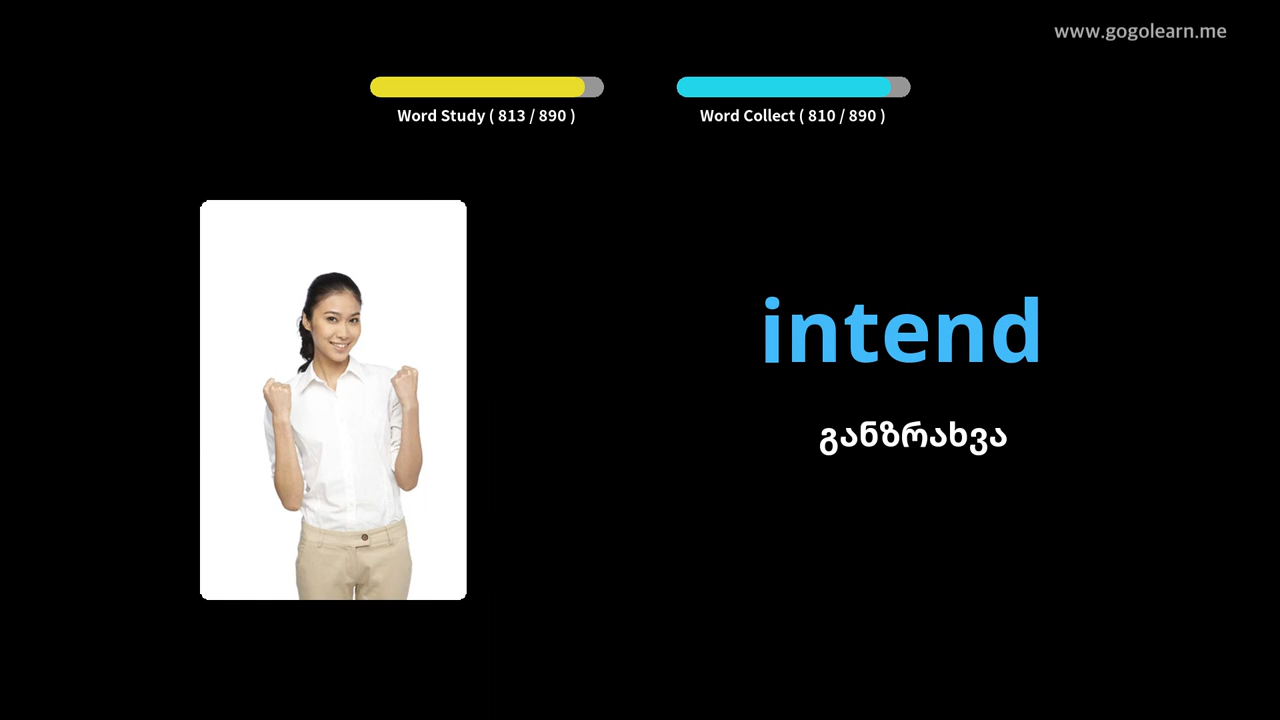 www.gogolearn.me
Word Study ( 813 / 890 )
Word Collect ( 810 / 890 )
intend
განზრახვა